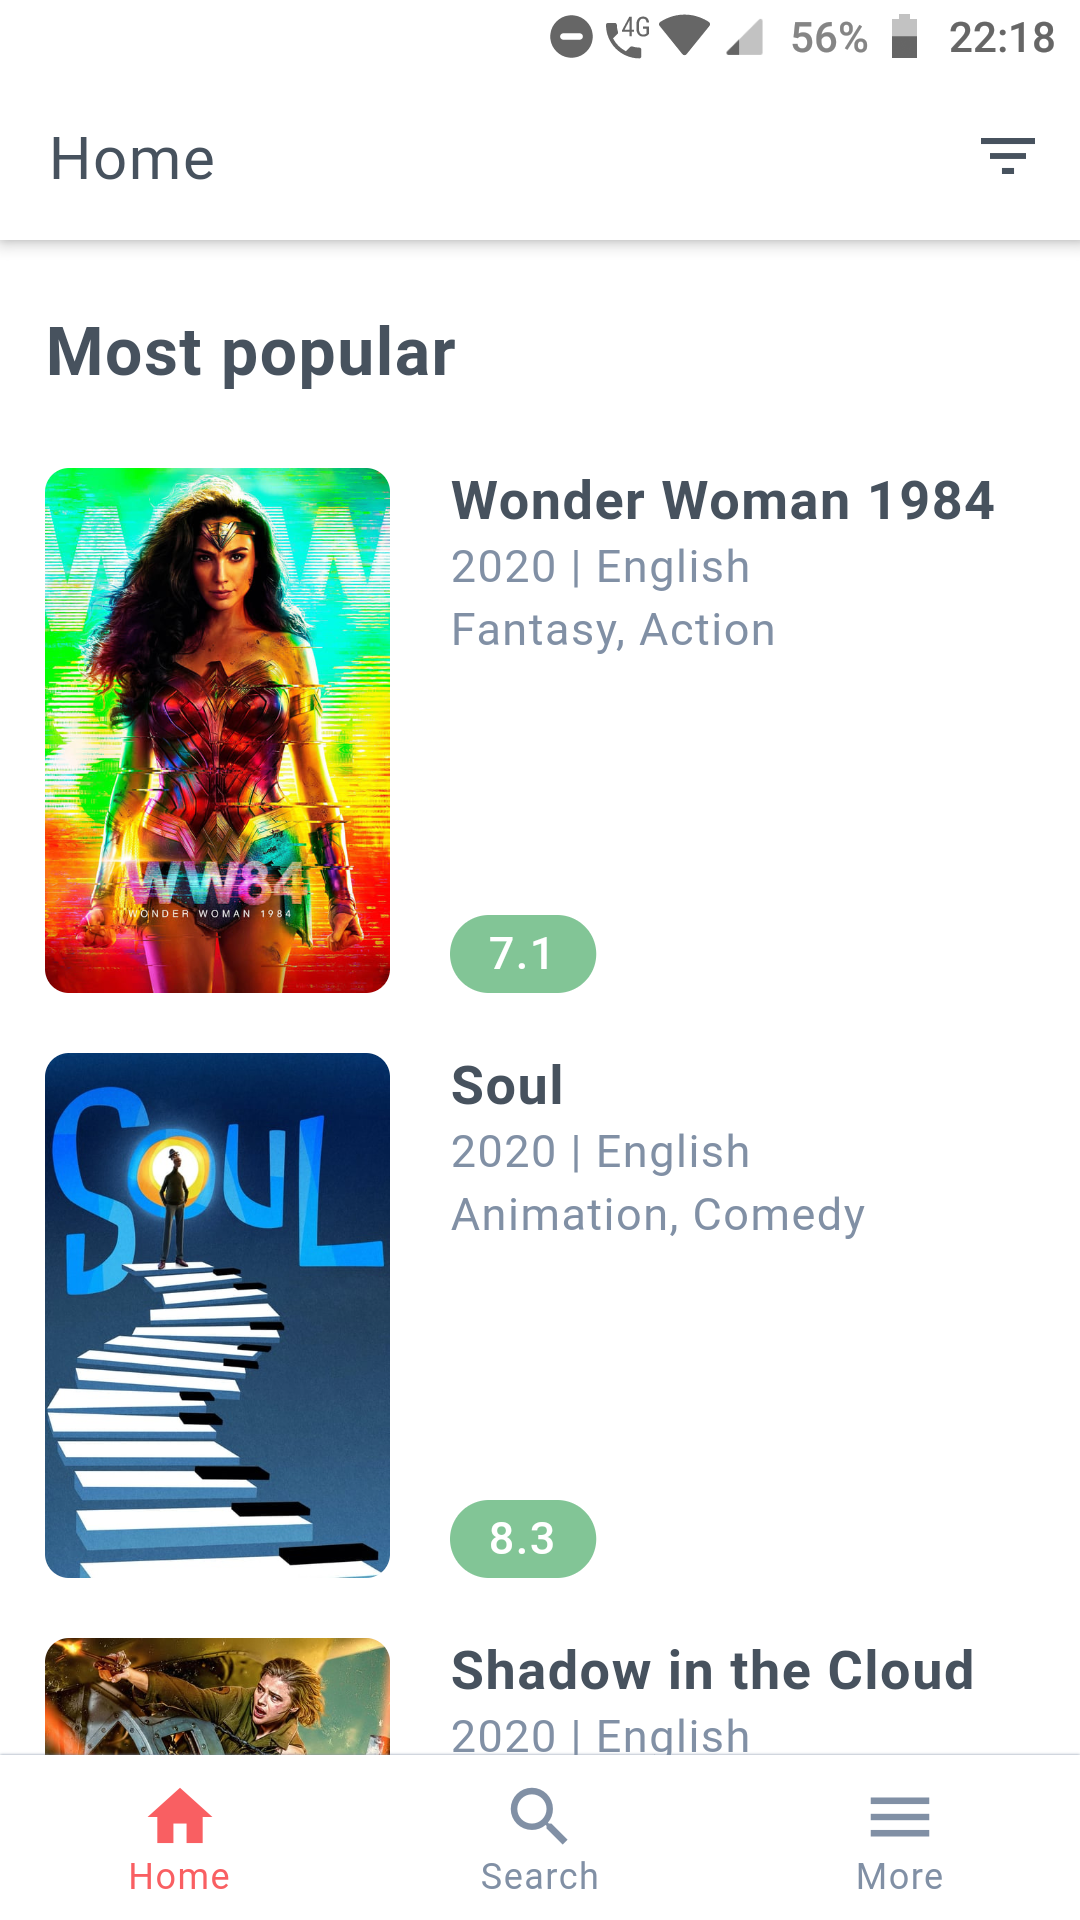 4G 56% 22:18
Home
Most popular
WW
WW84
WONDER WOMAN 1984
Wonder Woman 1984
2020 | English
Fantasy, Action
7.1
SOUL
Soul
2020 | English
Animation, Comedy
8.3
Shadow in the Cloud
2020 | English
Home
Search
More